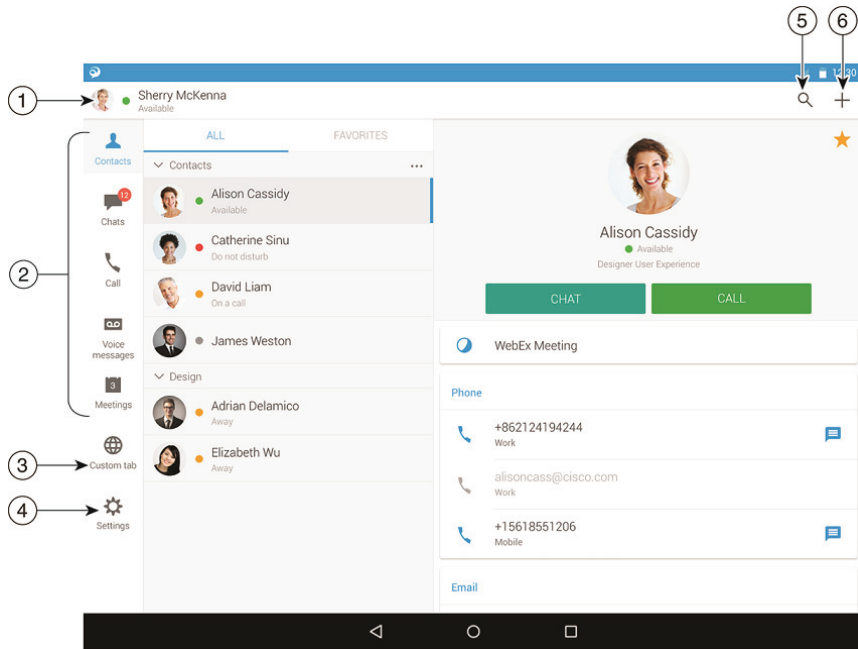 5
6
12:30
1
Sherry McKenna
Available
2
Contacts
12
Chats
Call
Voice
messages
3
Meetings
3
Custom tab
4
Settings
ALL
FAVORITES
Contacts
Alison Cassidy
Available
Catherine Sinu
Do not disturb
David Liam
On a call
James Weston
Design
Adrian Delamico
Away
Elizabeth Wu
Away
Alison Cassidy
Available
Designer User Experience
CHAT
CALL
WebEx Meeting
Phone
+862124194244
Work
alisoncass@cisco.com
Work
+15618551206
Mobile
Email